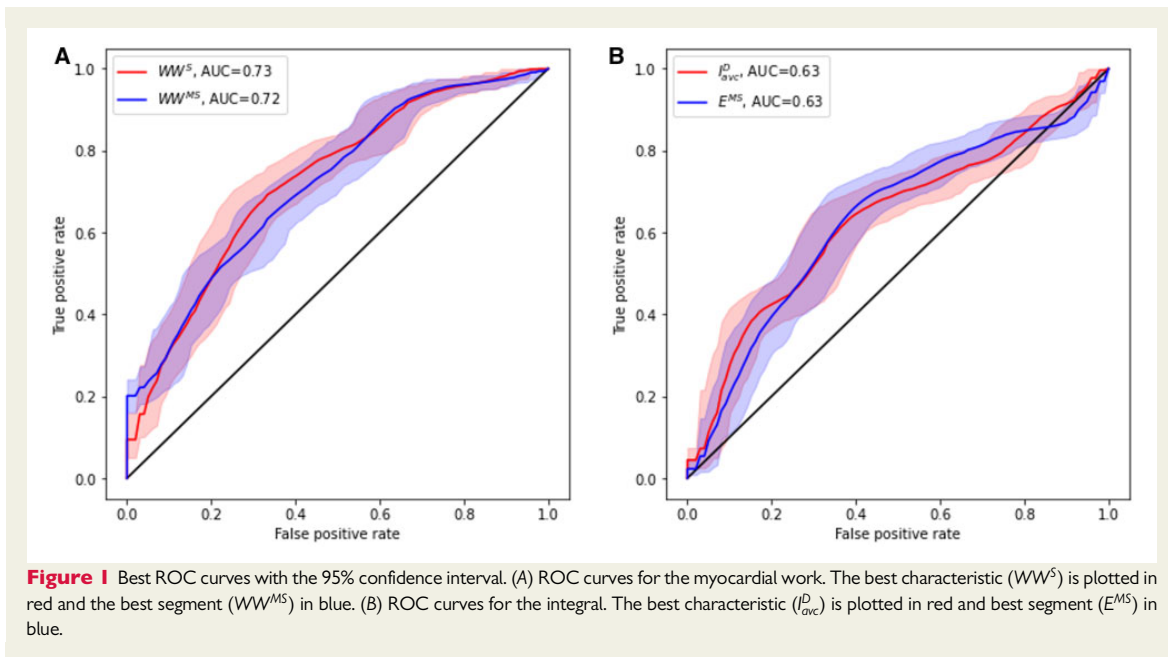 A
WW^S, AUC=0.73
WW^MS, AUC=0.72
1.0
0.8
0.6
0.4
0.2
0.0
True positive rate
0.0 0.2 0.4 0.6 0.8 1.0
False positive rate
B
I^D_avc, AUC=0.63
E^MS, AUC=0.63
1.0
0.8
0.6
0.4
0.2
0.0
True positive rate
0.0 0.2 0.4 0.6 0.8 1.0
False positive rate
Figure 1 Best ROC curves with the 95% confidence interval. (A) ROC curves for the myocardial work. The best characteristic (WW^S) is plotted in
red and the best segment (WW^MS) in blue. (B) ROC curves for the integral. The best characteristic (I^D_avc) is plotted in red and best segment (E^MS) in
blue.